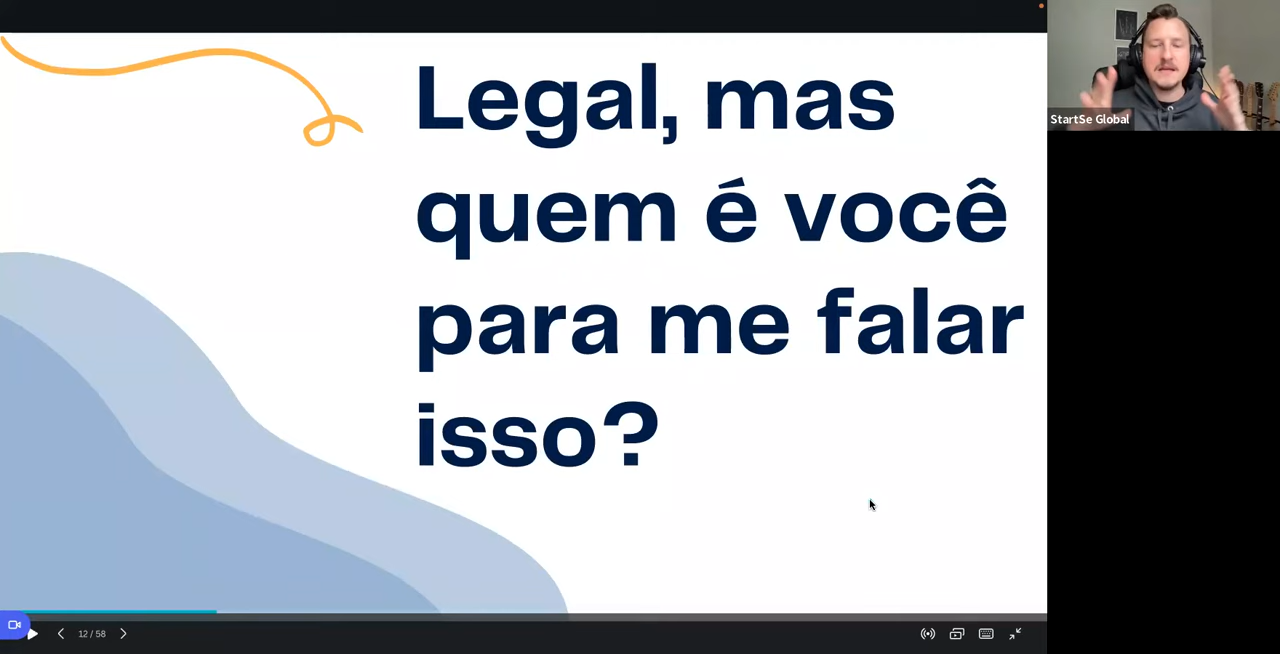 Legal, mas
quem é você
para me falar
isso?
StartSe Global
12 / 58